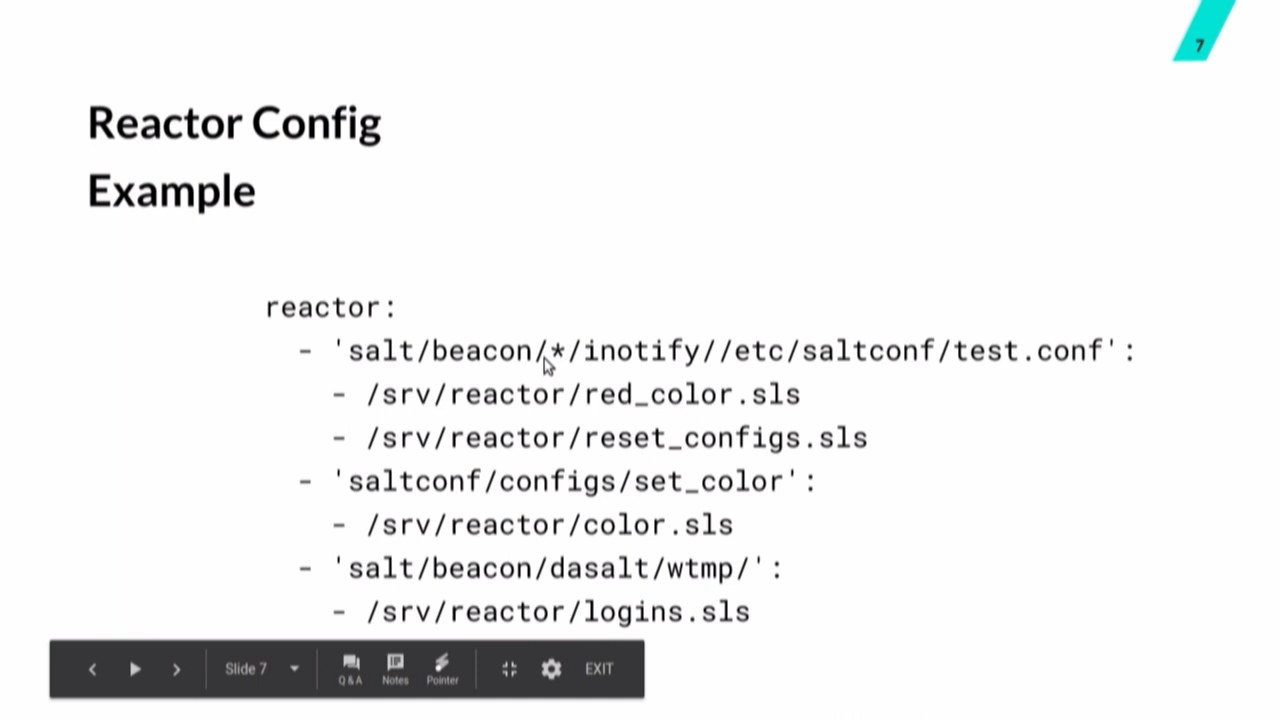 7
Reactor Config
Example
reactor:
  - 'salt/beacon/*/inotify//etc/saltconf/test.conf':
    - /srv/reactor/red_color.sls
    - /srv/reactor/reset_configs.sls
  - 'saltconf/configs/set_color':
    - /srv/reactor/color.sls
  - 'salt/beacon/dasalt/wtmp/':
    - /srv/reactor/logins.sls
Slide 7
Q&A
Notes
Pointer
EXIT